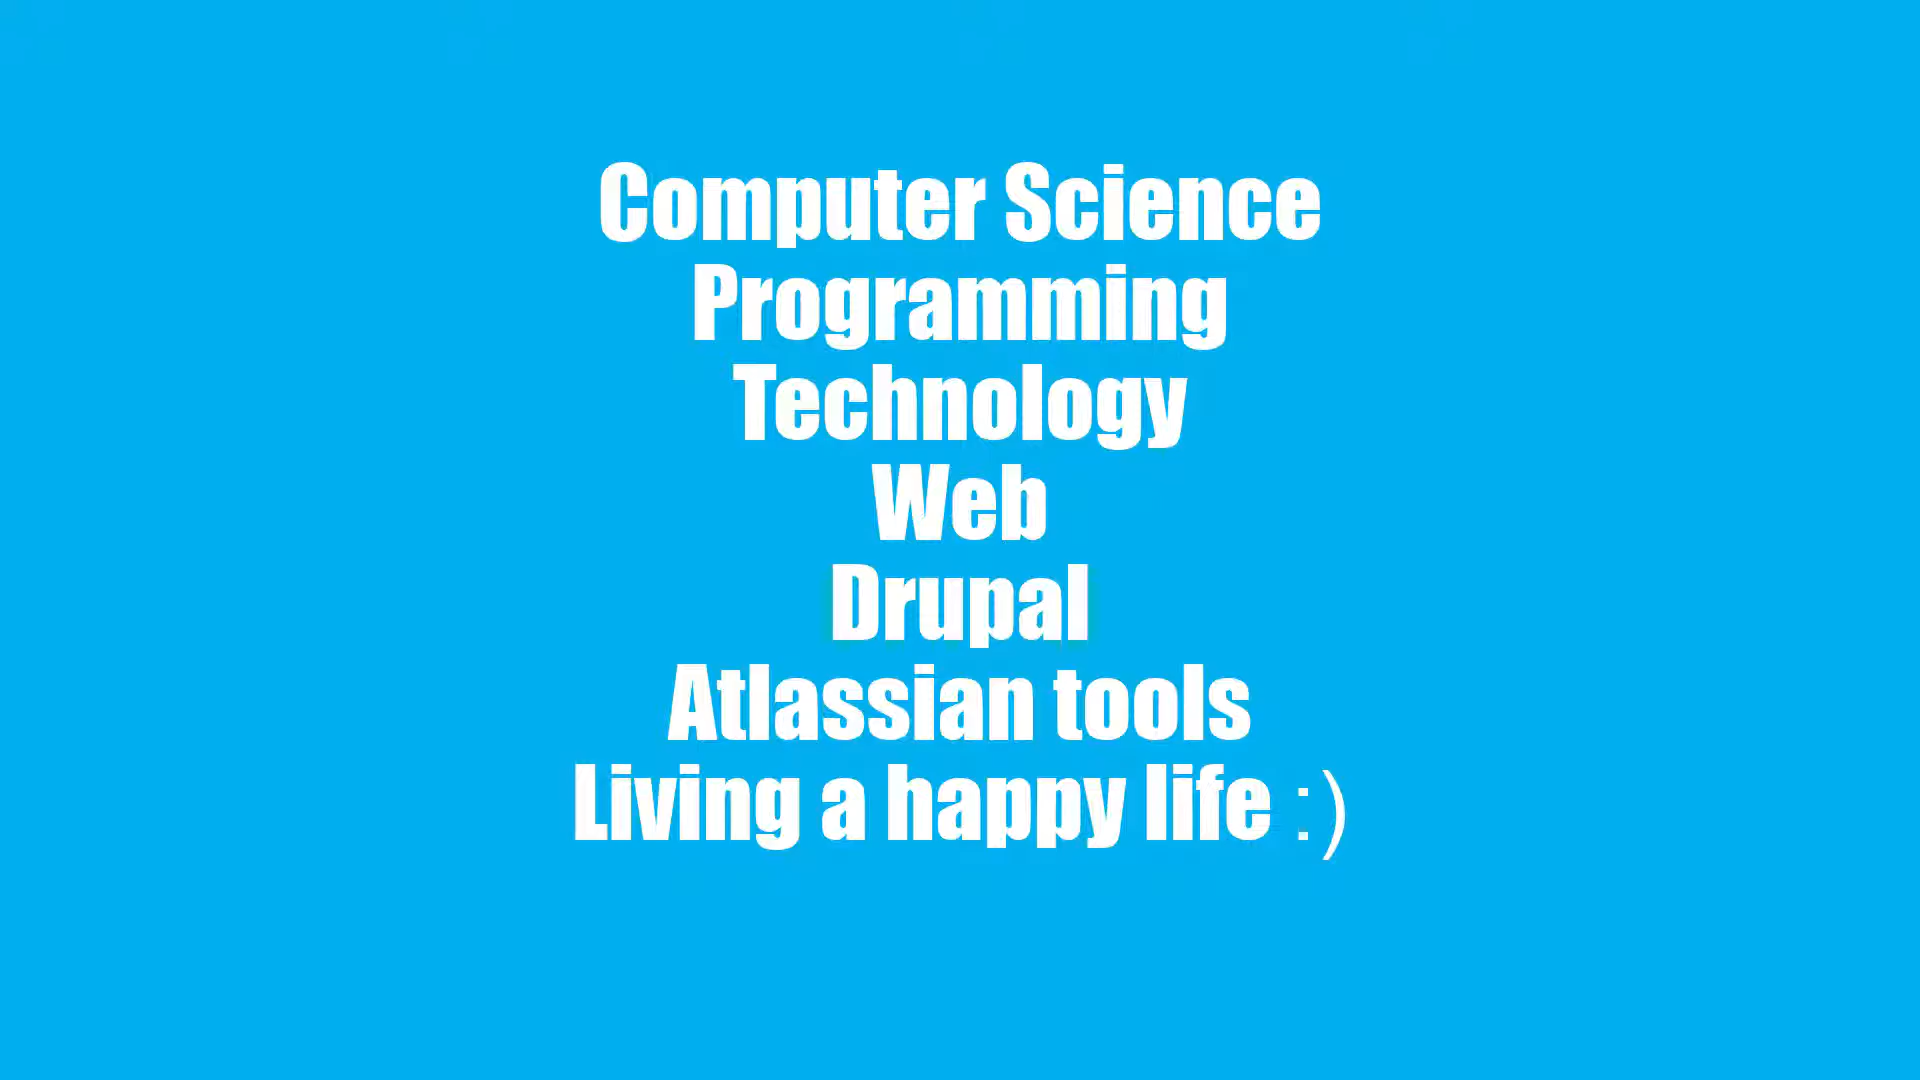 Computer Science
Programming
Technology
Web
Drupal
Atlassian tools
Living a happy life :)